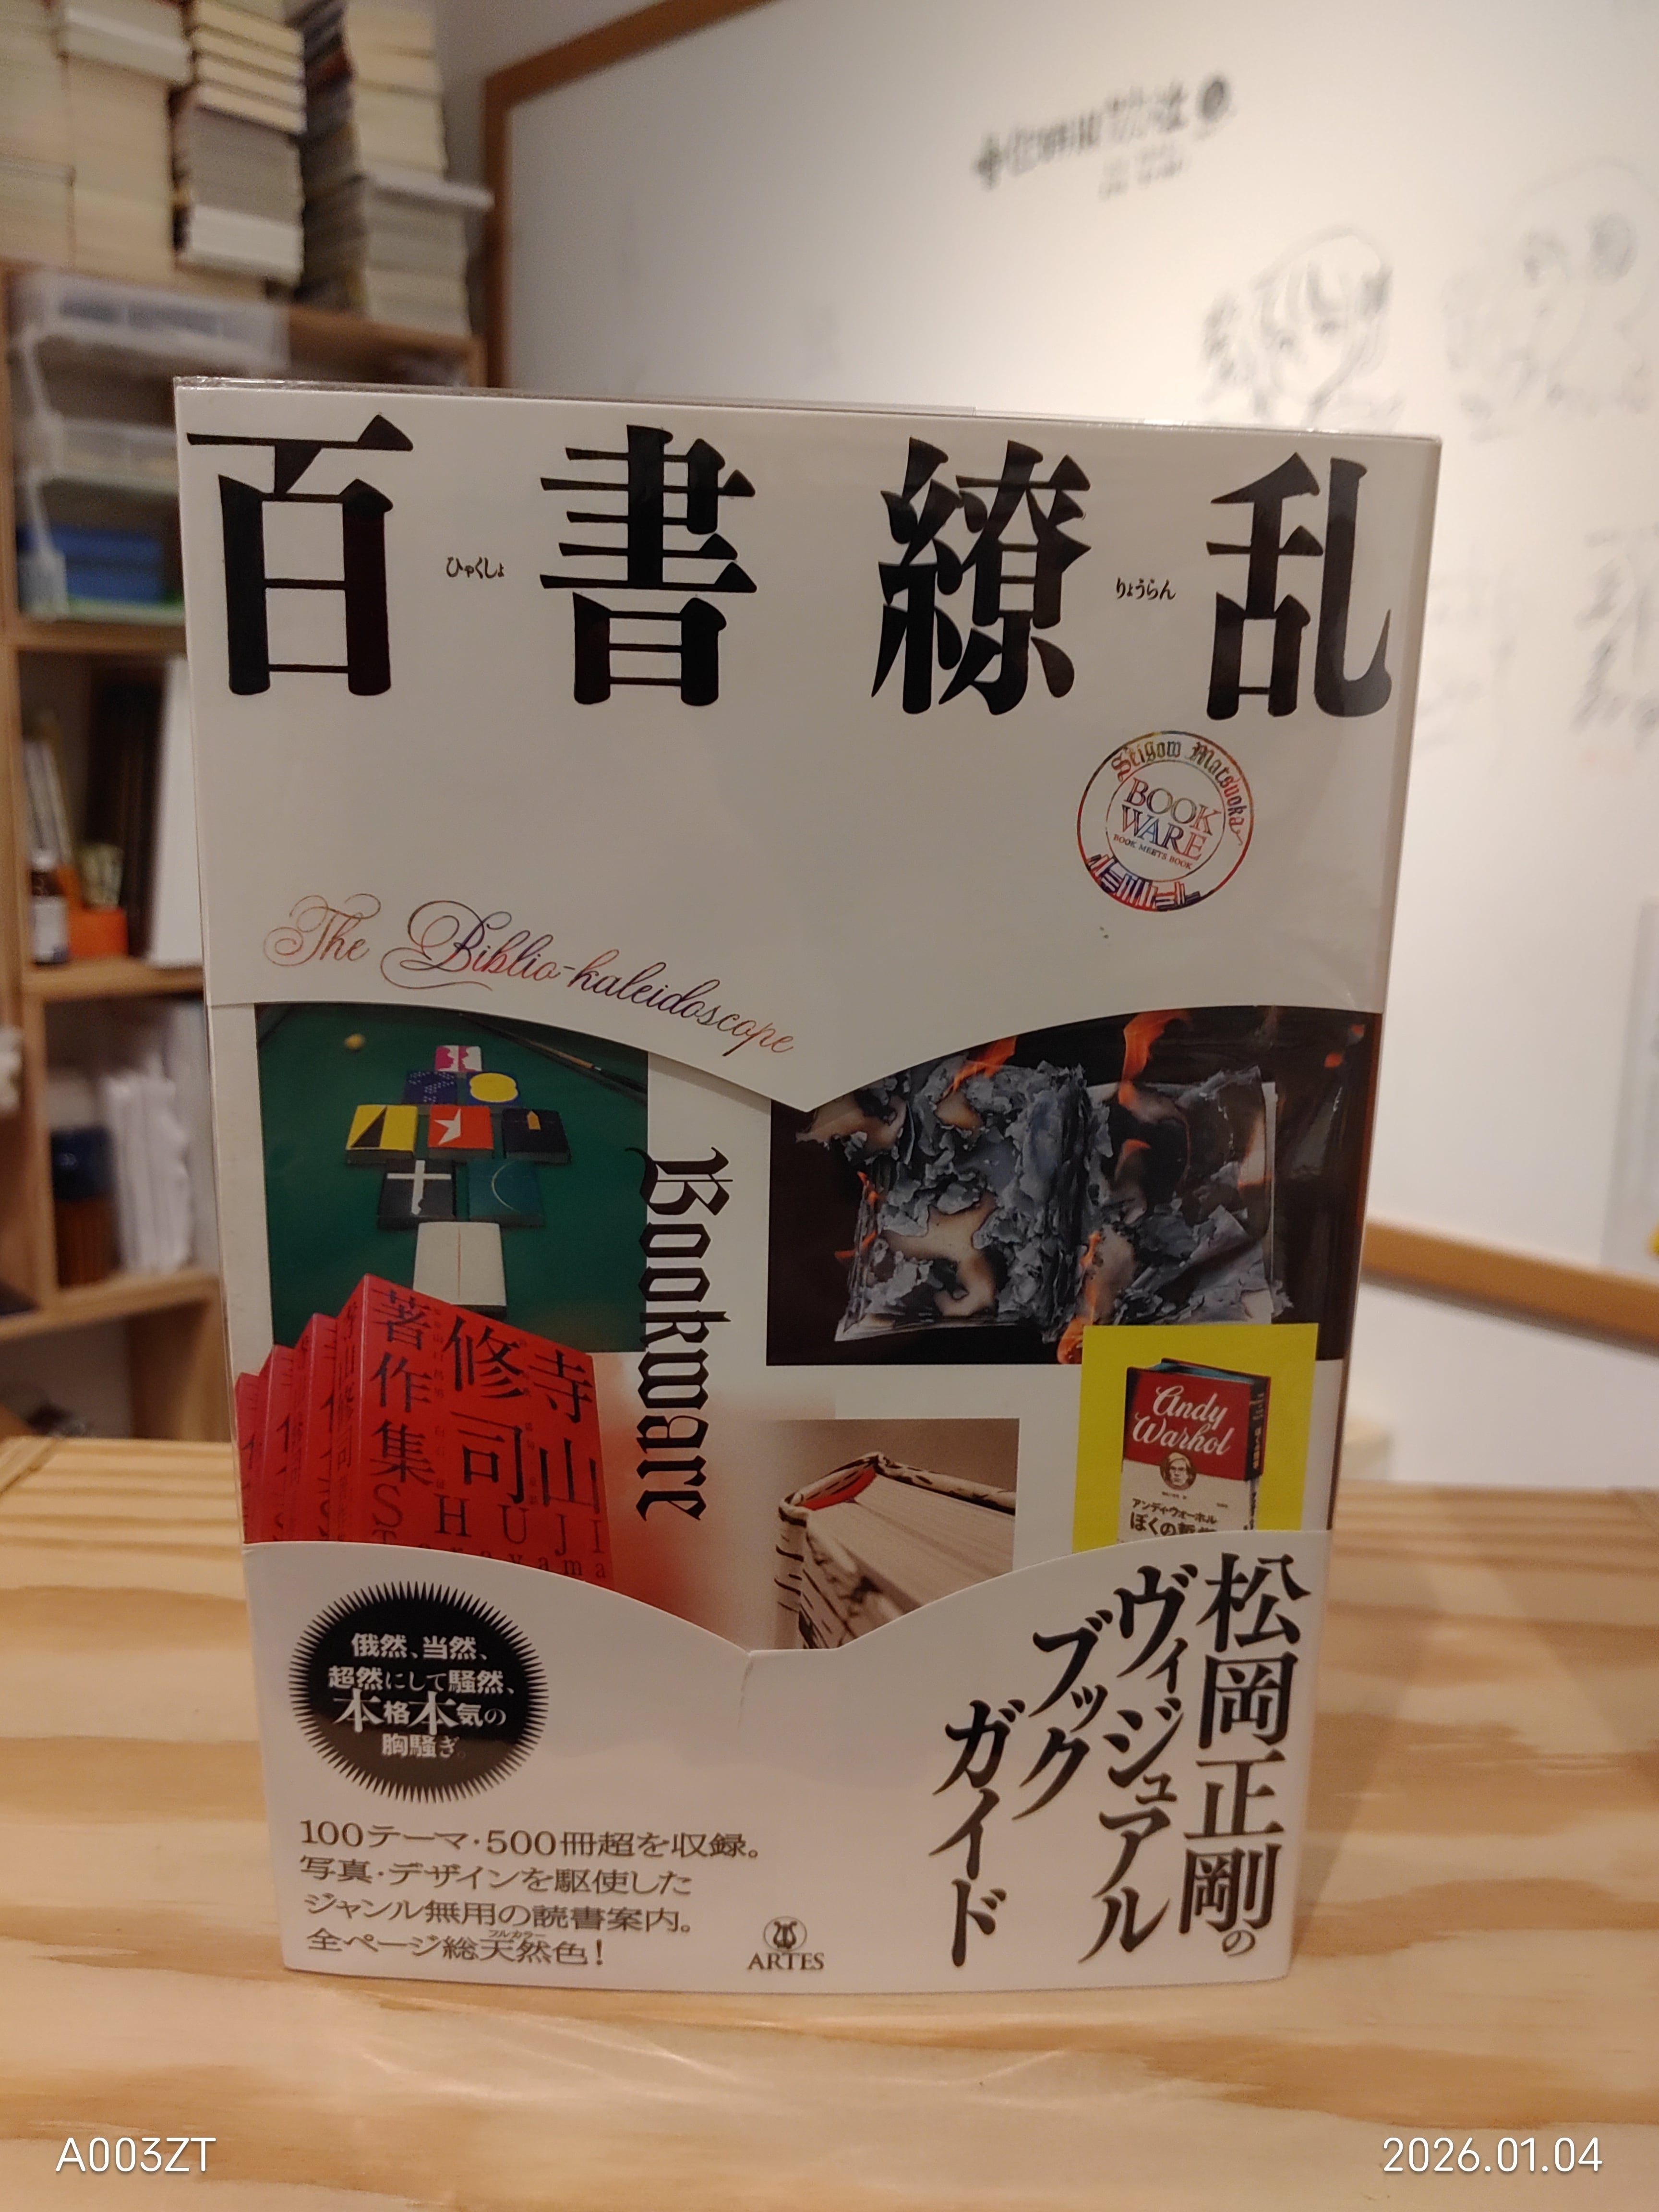 百書繚乱
ひゃくしょ
りょうらん
Seigow Matsuoka
BOOK
WARE
BOOK MEETS BOOK
The Biblio-kaleidoscope
Bookware
寺山
修司
著作集
SHUJI
Terayama
Andy
Warhol
アンディ・ウォーホル
ぼくの哲学
松岡正剛の
ヴィジュアル
ブック
ガイド
俄然、当然、
超然にして騒然、
本格本気の
胸騒ぎ。
100テーマ・500冊超を収録。
写真・デザインを駆使した
ジャンル無用の読書案内。
フルカラー
全ページ総天然色！
ARTES
A003ZT
2026.01.04